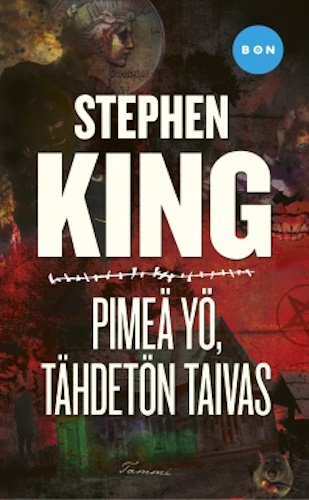 BON
STEPHEN
KING
PIMEÄ YÖ,
TÄHDETÖN TAIVAS
Tammi